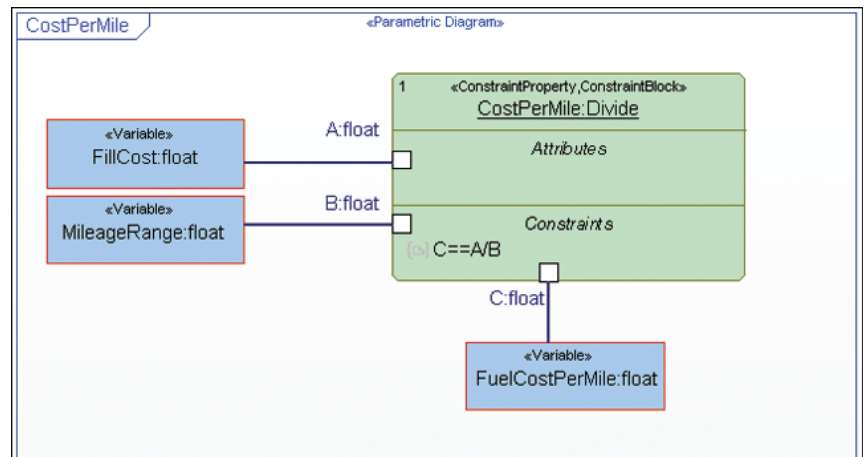 CostPerMile
«Parametric Diagram»
1
«ConstraintProperty,ConstraintBlock»
CostPerMile:Divide
A:float
«Variable»
FillCost:float
Attributes
B:float
«Variable»
MileageRange:float
Constraints
C==A/B
C:float
«Variable»
FuelCostPerMile:float